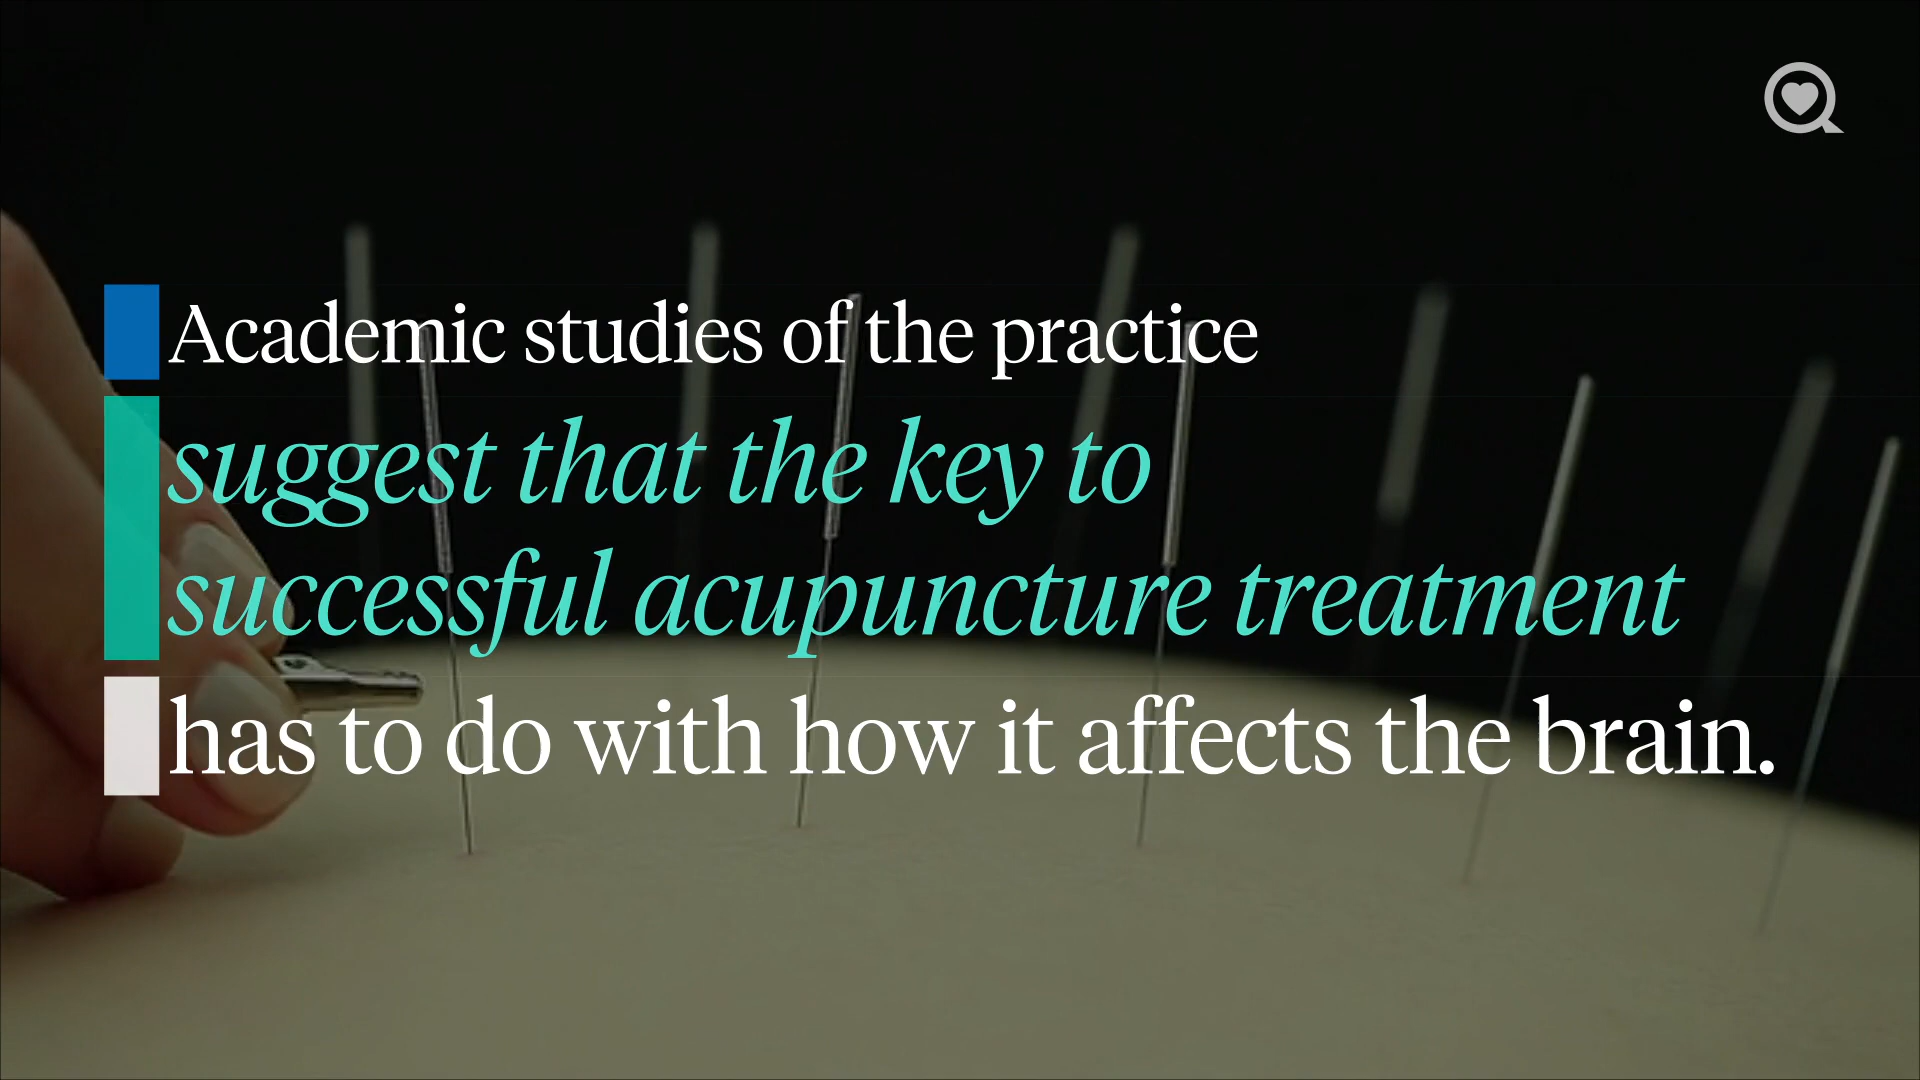 Academic studies of the practice
suggest that the key to
successful acupuncture treatment
has to do with how it affects the brain.